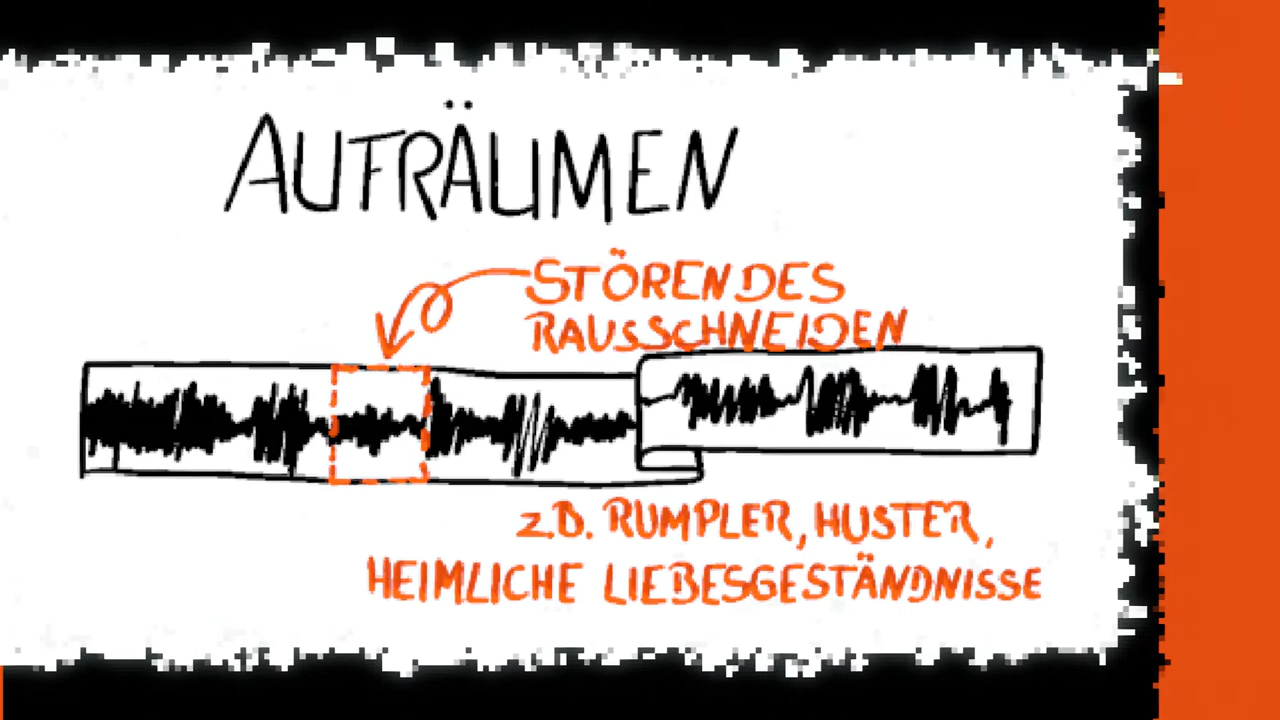 AUFRÄUMEN
STÖRENDES
RAUSSCHNEIDEN
z.B. RUMPLER, HUSTER,
HEIMLICHE LIEBESGESTÄNDNISSE